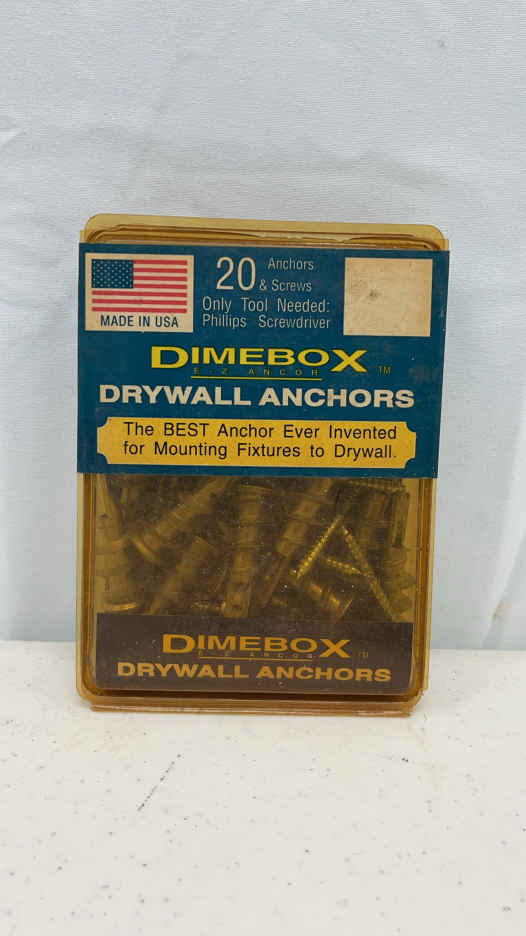 20 Anchors
& Screws
Only Tool Needed:
Phillips Screwdriver
MADE IN USA
DIMEBOX TM
E-Z ANCOR
DRYWALL ANCHORS
The BEST Anchor Ever Invented
for Mounting Fixtures to Drywall.
DIMEBOX TM
E-Z ANCOR
DRYWALL ANCHORS